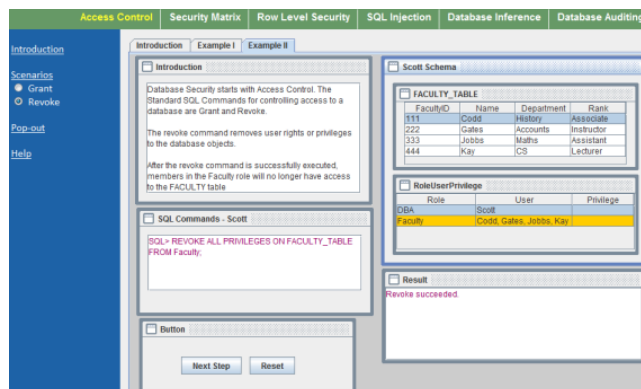 Access Control Security Matrix Row Level Security SQL Injection Database Inference Database Auditing
Introduction
Scenarios
Grant
Revoke
Pop-out
Help
Introduction Example I Example II
Introduction
Database Security starts with Access Control. The
Standard SQL Commands for controlling access to a
database are Grant and Revoke.
The revoke command removes user rights or privileges
to the database objects.
After the revoke command is successfully executed,
members in the Faculty role will no longer have access
to the FACULTY table
SQL Commands - Scott
SQL> REVOKE ALL PRIVILEGES ON FACULTY_TABLE
FROM Faculty;
Button
Next Step Reset
Scott Schema
FACULTY_TABLE
FacultyID Name Department Rank
111 Codd History Associate
222 Gates Accounts Instructor
333 Jobbs Maths Assistant
444 Kay CS Lecturer
RoleUserPrivilege
Role User Privilege
DBA Scott
Faculty Codd, Gates, Jobbs, Kay
Result
Revoke succeeded.